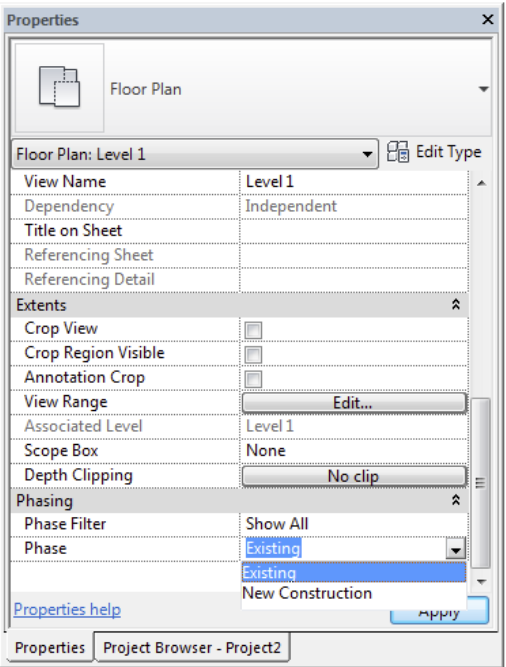 Properties
Floor Plan
Floor Plan: Level 1
Edit Type
View Name Level 1
Dependency Independent
Title on Sheet
Referencing Sheet
Referencing Detail
Extents
Crop View
Crop Region Visible
Annotation Crop
View Range Edit...
Associated Level Level 1
Scope Box None
Depth Clipping No clip
Phasing
Phase Filter Show All
Phase Existing
Existing
New Construction
Properties help Apply
Properties Project Browser - Project2